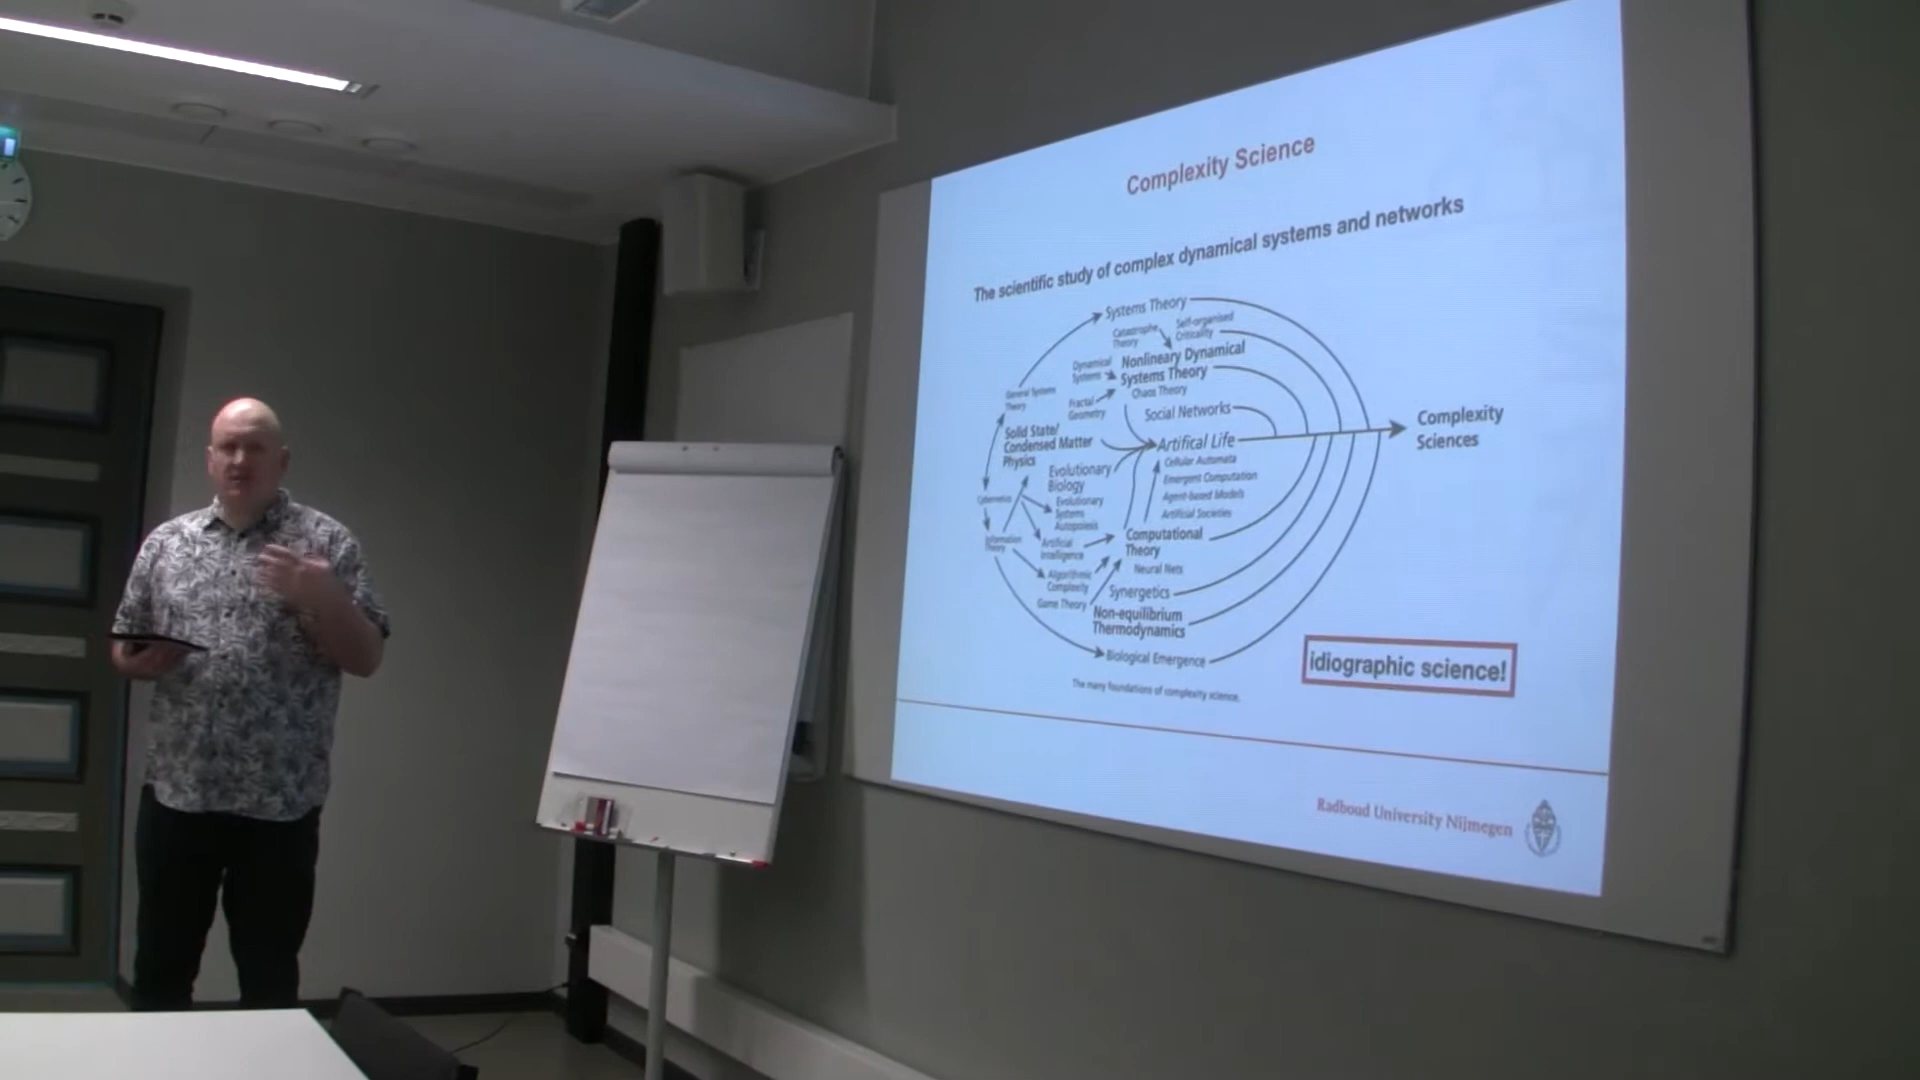 Complexity Science
The scientific study of complex dynamical systems and networks
Systems Theory
Catastrophe
Theory
Self-organised
Criticality
Dynamical
Systems
Nonlineary Dynamical
Systems Theory
Chaos Theory
General Systems
Theory
Fractal
Geometry
Social Networks
Solid State/
Condensed Matter
Physics
Artifical Life
Complexity
Sciences
Cellular Automata
Emergent Computation
Agent-based Models
Artificial Societies
Evolutionary
Biology
Cybernetics
Evolutionary
Systems
Autopoiesis
Information
Theory
Artificial
Intelligence
Computational
Theory
Neural Nets
Algorithmic
Complexity
Synergetics
Game Theory
Non-equilibrium
Thermodynamics
Biological Emergence
idiographic science!
The many foundations of complexity science.
Radboud University Nijmegen